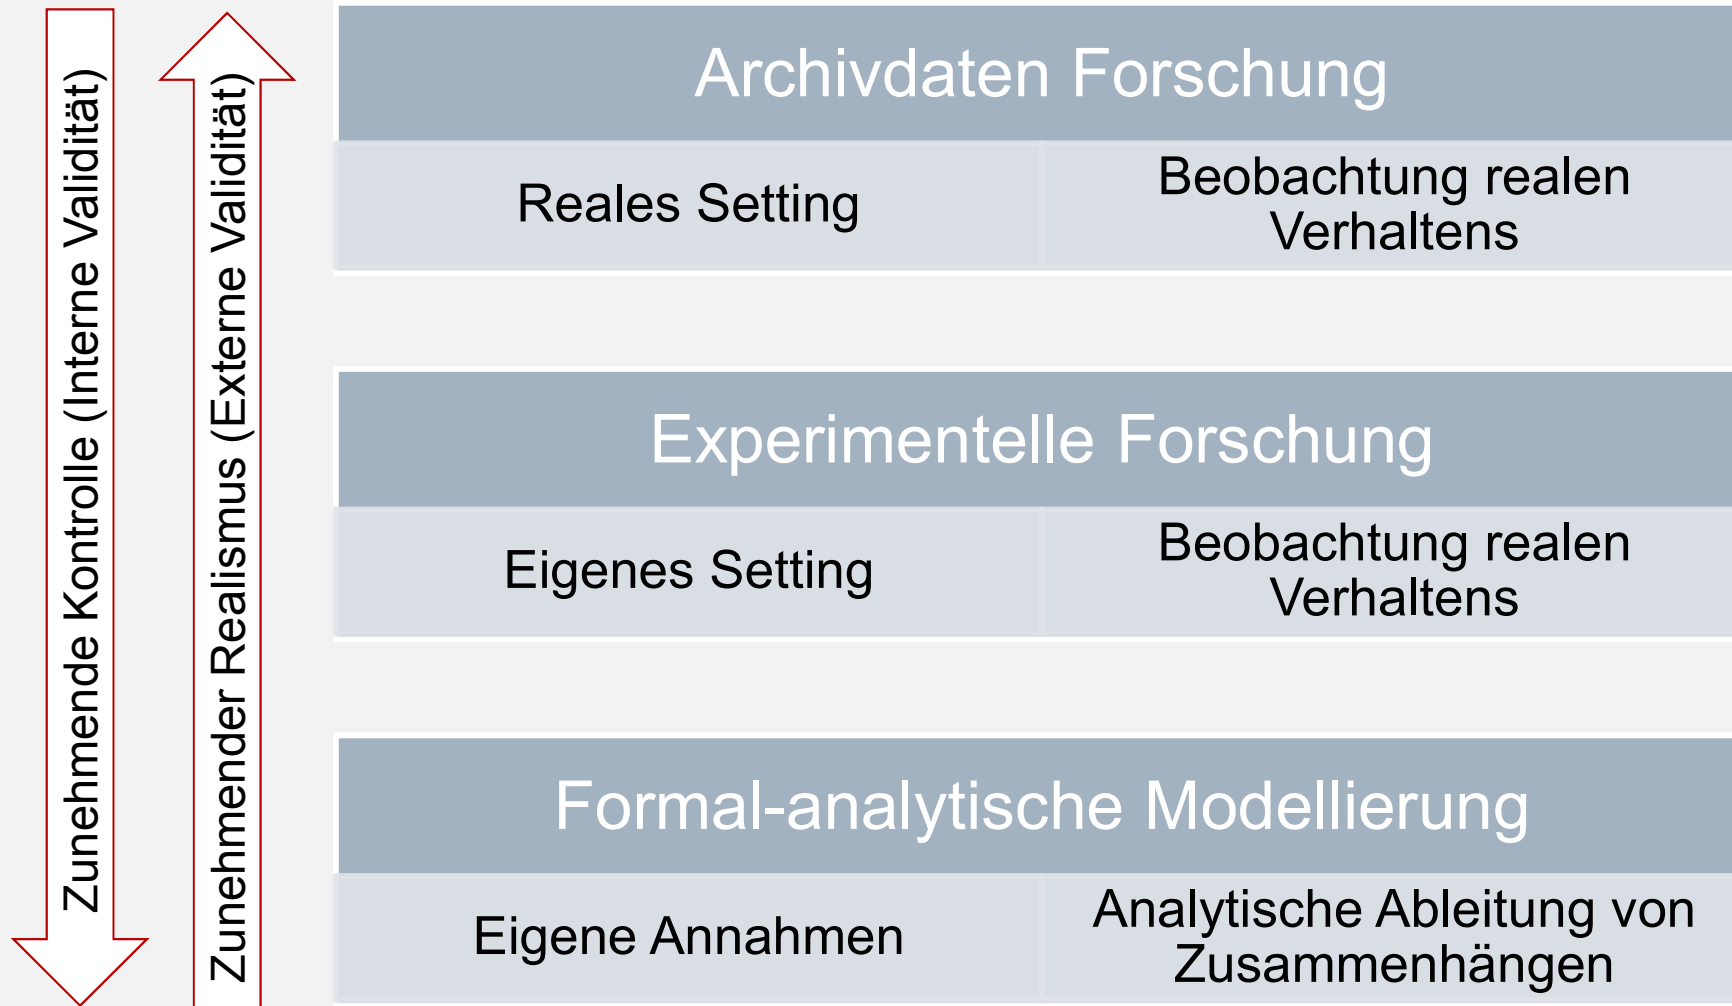 Zunehmende Kontrolle (Interne Validität)
Zunehmender Realismus (Externe Validität)
Archivdaten Forschung
Reales Setting
Beobachtung realen
Verhaltens
Experimentelle Forschung
Eigenes Setting
Beobachtung realen
Verhaltens
Formal-analytische Modellierung
Eigene Annahmen
Analytische Ableitung von
Zusammenhängen